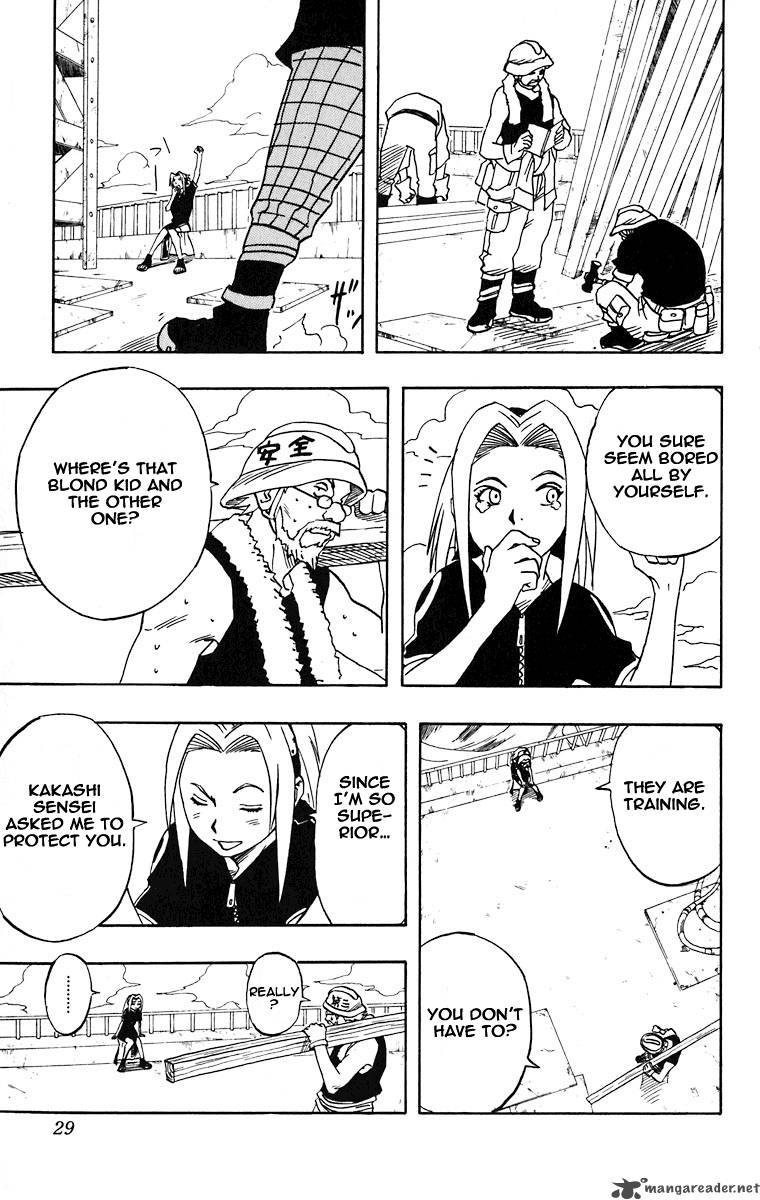 ザッ
YOU SURE
SEEM BORED
ALL BY
YOURSELF.
安全
WHERE'S THAT
BLOND KID AND
THE OTHER
ONE?
THEY ARE
TRAINING.
YOU DON'T
HAVE TO?
SINCE
I'M SO
SUPE-
RIOR...
KAKASHI
SENSEI
ASKED ME TO
PROTECT YOU.
REALLY
?
.........
29
mangareader.net